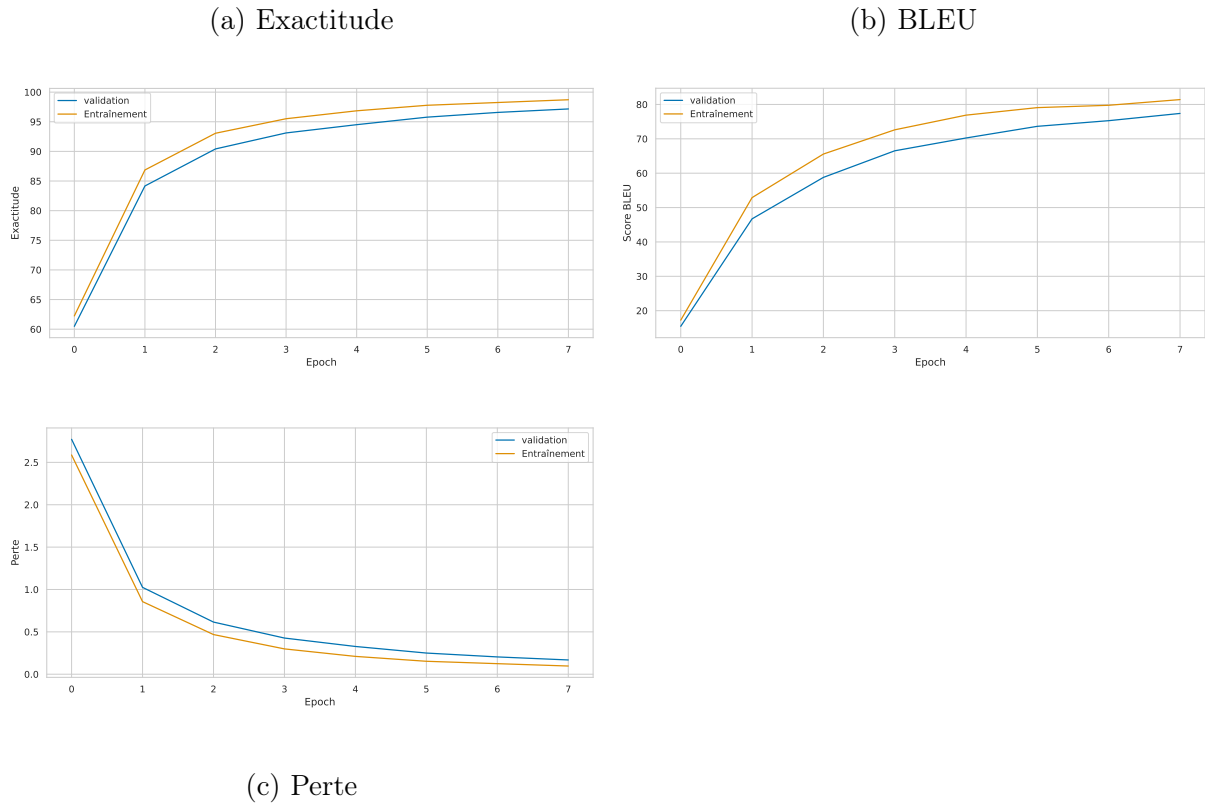 (a) Exactitude
(b) BLEU
validation
Entraînement
100
95
90
85
80
75
70
65
60
Exactitude
0 1 2 3 4 5 6 7
Epoch
validation
Entraînement
80
70
60
50
40
30
20
Score BLEU
0 1 2 3 4 5 6 7
Epoch
validation
Entraînement
2.5
2.0
1.5
1.0
0.5
0.0
Perte
0 1 2 3 4 5 6 7
Epoch
(c) Perte